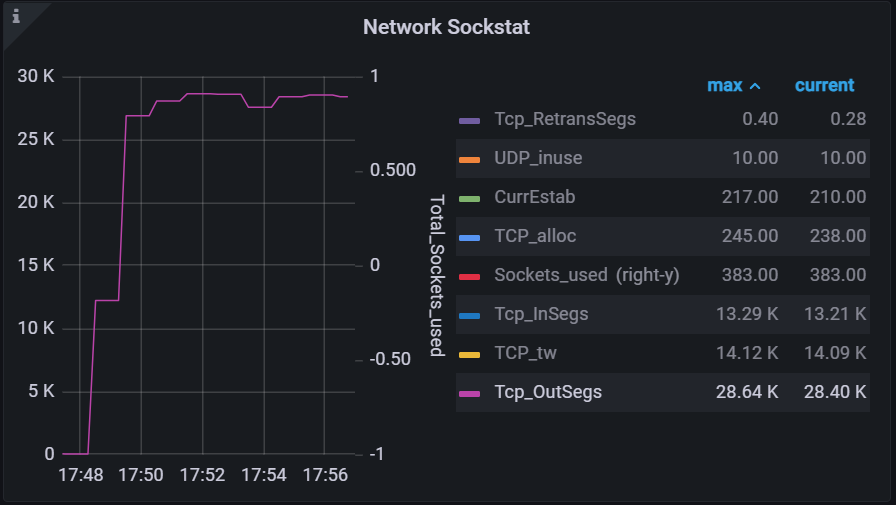 i
Network Sockstat
30 K
25 K
20 K
15 K
10 K
5 K
0
1
0.500
0
-0.50
-1
Total_Sockets_used
17:48 17:50 17:52 17:54 17:56
max current
Tcp_RetransSegs 0.40 0.28
UDP_inuse 10.00 10.00
CurrEstab 217.00 210.00
TCP_alloc 245.00 238.00
Sockets_used (right-y) 383.00 383.00
Tcp_InSegs 13.29 K 13.21 K
TCP_tw 14.12 K 14.09 K
Tcp_OutSegs 28.64 K 28.40 K